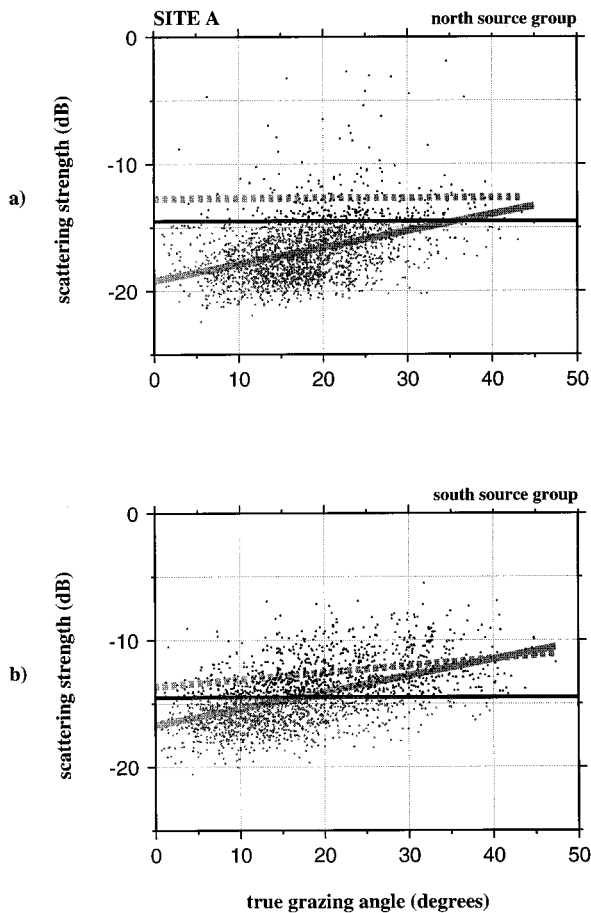 SITE A north source group
0
-10
-20
scattering strength (dB)
a)
0 10 20 30 40 50
south source group
0
-10
-20
scattering strength (dB)
b)
0 10 20 30 40 50
true grazing angle (degrees)